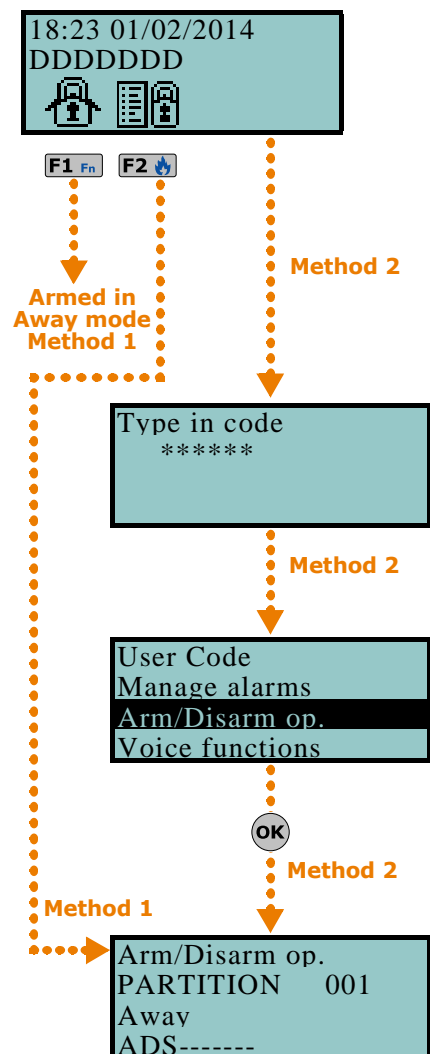 18:23 01/02/2014
DDDDDDD
F1 Fn F2
Method 2
Armed in
Away mode
Method 1
Type in code
******
Method 2
User Code
Manage alarms
Arm/Disarm op.
Voice functions
OK
Method 2
Method 1
Arm/Disarm op.
PARTITION 001
Away
ADS-------